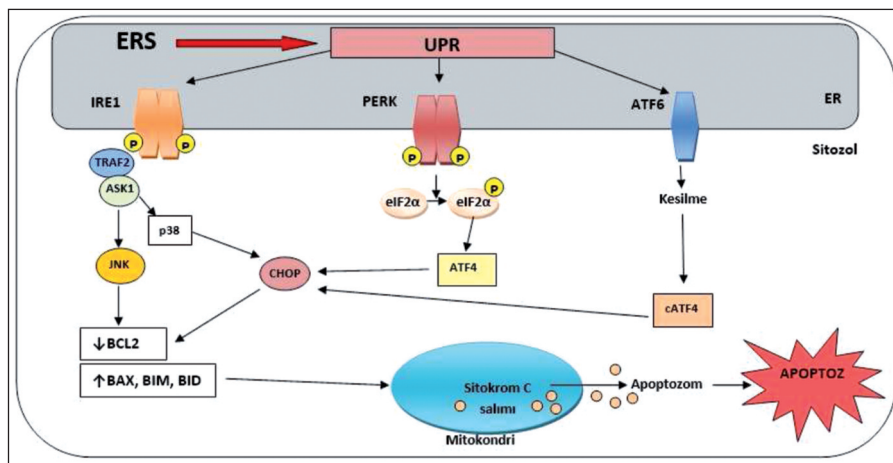 ERS
UPR
IRE1
PERK
ATF6
ER
Sitozol
P
P
P
P
TRAF2
ASK1
p38
JNK
eIF2α
eIF2α
P
Kesilme
CHOP
ATF4
cATF4
↓BCL2
↑BAX, BIM, BID
Sitokrom C
salımı
Mitokondri
Apoptozom
APOPTOZ